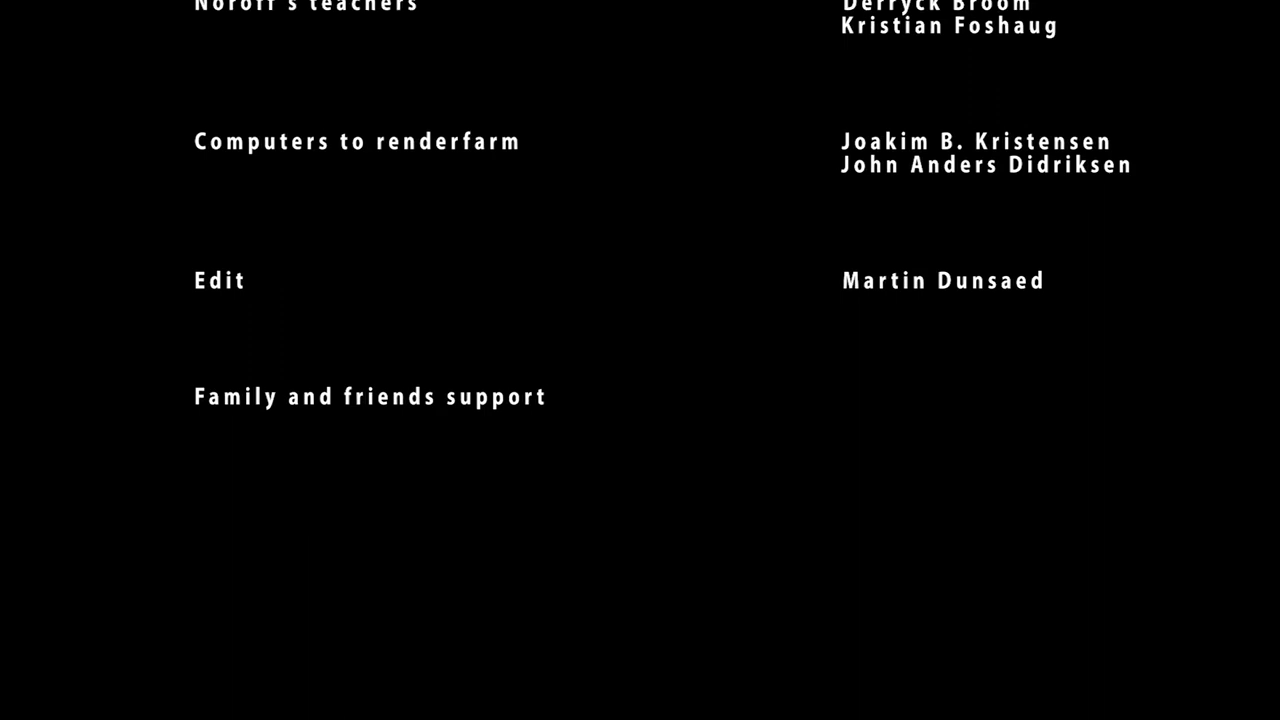 Noroff's teachers Derryck Broom
Kristian Foshaug
Computers to renderfarm Joakim B. Kristensen
John Anders Didriksen
Edit Martin Dunsaed
Family and friends support